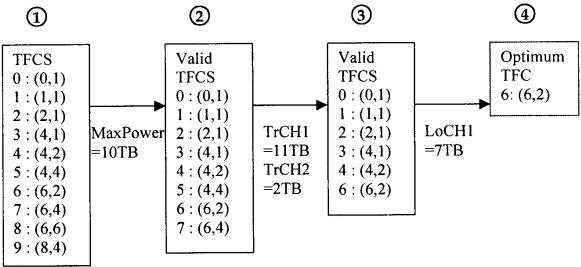 ① ② ③ ④
TFCS
0 : (0,1)
1 : (1,1)
2 : (2,1)
3 : (4,1)
4 : (4,2)
5 : (4,4)
6 : (6,2)
7 : (6,4)
8 : (6,6)
9 : (8,4)
MaxPower
=10TB
Valid
TFCS
0 : (0,1)
1 : (1,1)
2 : (2,1)
3 : (4,1)
4 : (4,2)
5 : (4,4)
6 : (6,2)
7 : (6,4)
TrCH1
=11TB
TrCH2
=2TB
Valid
TFCS
0 : (0,1)
1 : (1,1)
2 : (2,1)
3 : (4,1)
4 : (4,2)
6 : (6,2)
LoCH1
=7TB
Optimum
TFC
6: (6,2)